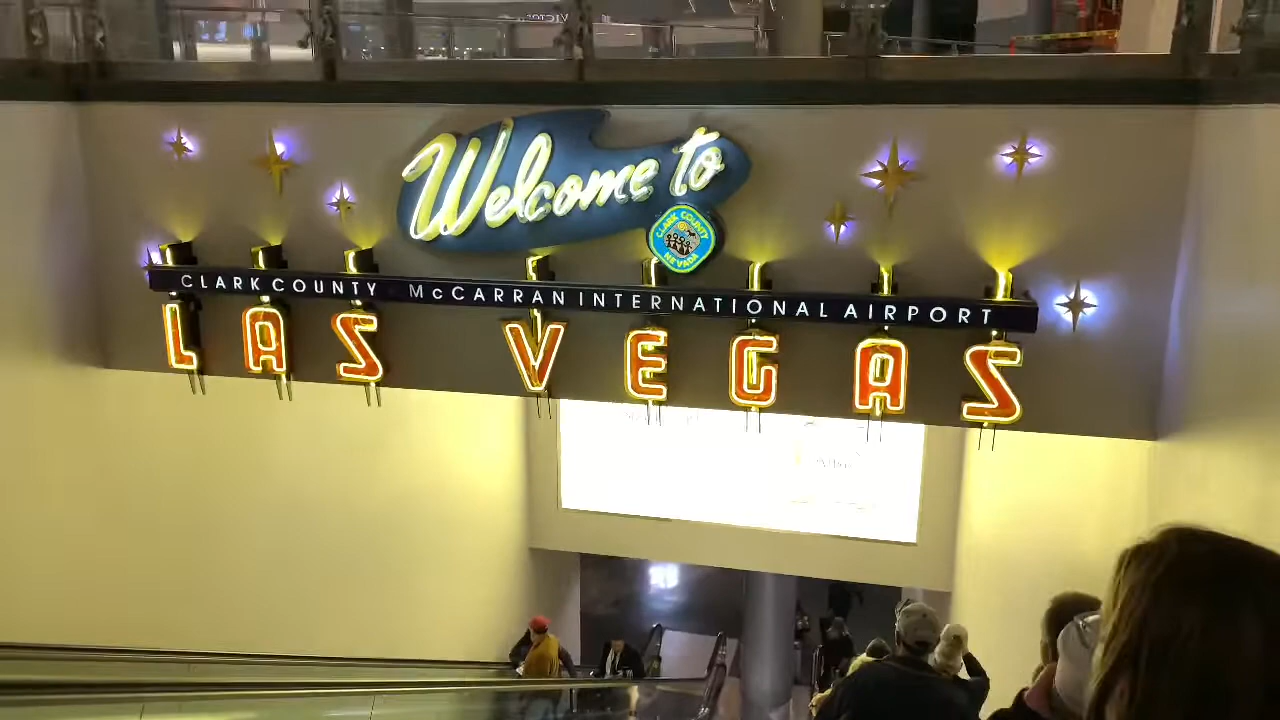 Welcome to
CLARK COUNTY
NEVADA
CLARK COUNTY McCARRAN INTERNATIONAL AIRPORT
LAS VEGAS